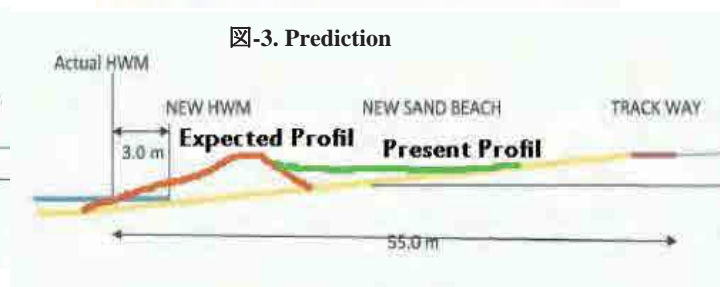 図-3. Prediction
Actual HWM
NEW HWM
NEW SAND BEACH
TRACK WAY
Expected Profil
Present Profil
3.0 m
55.0 m